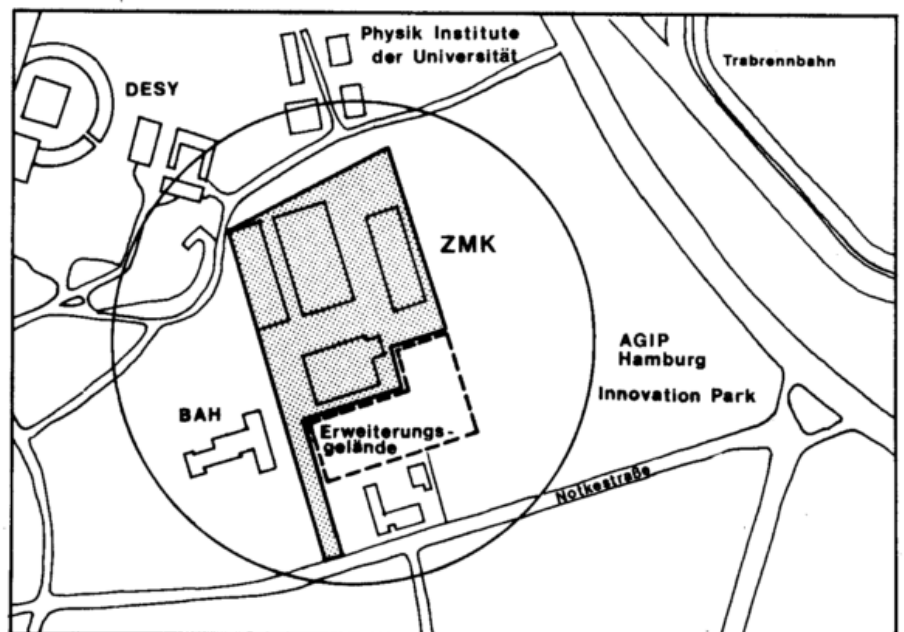 Physik Institute
der Universität
Trabrennbahn
DESY
ZMK
AGIP
Hamburg
Innovation Park
BAH
Erweiterungs-
gelände
Notkestraße